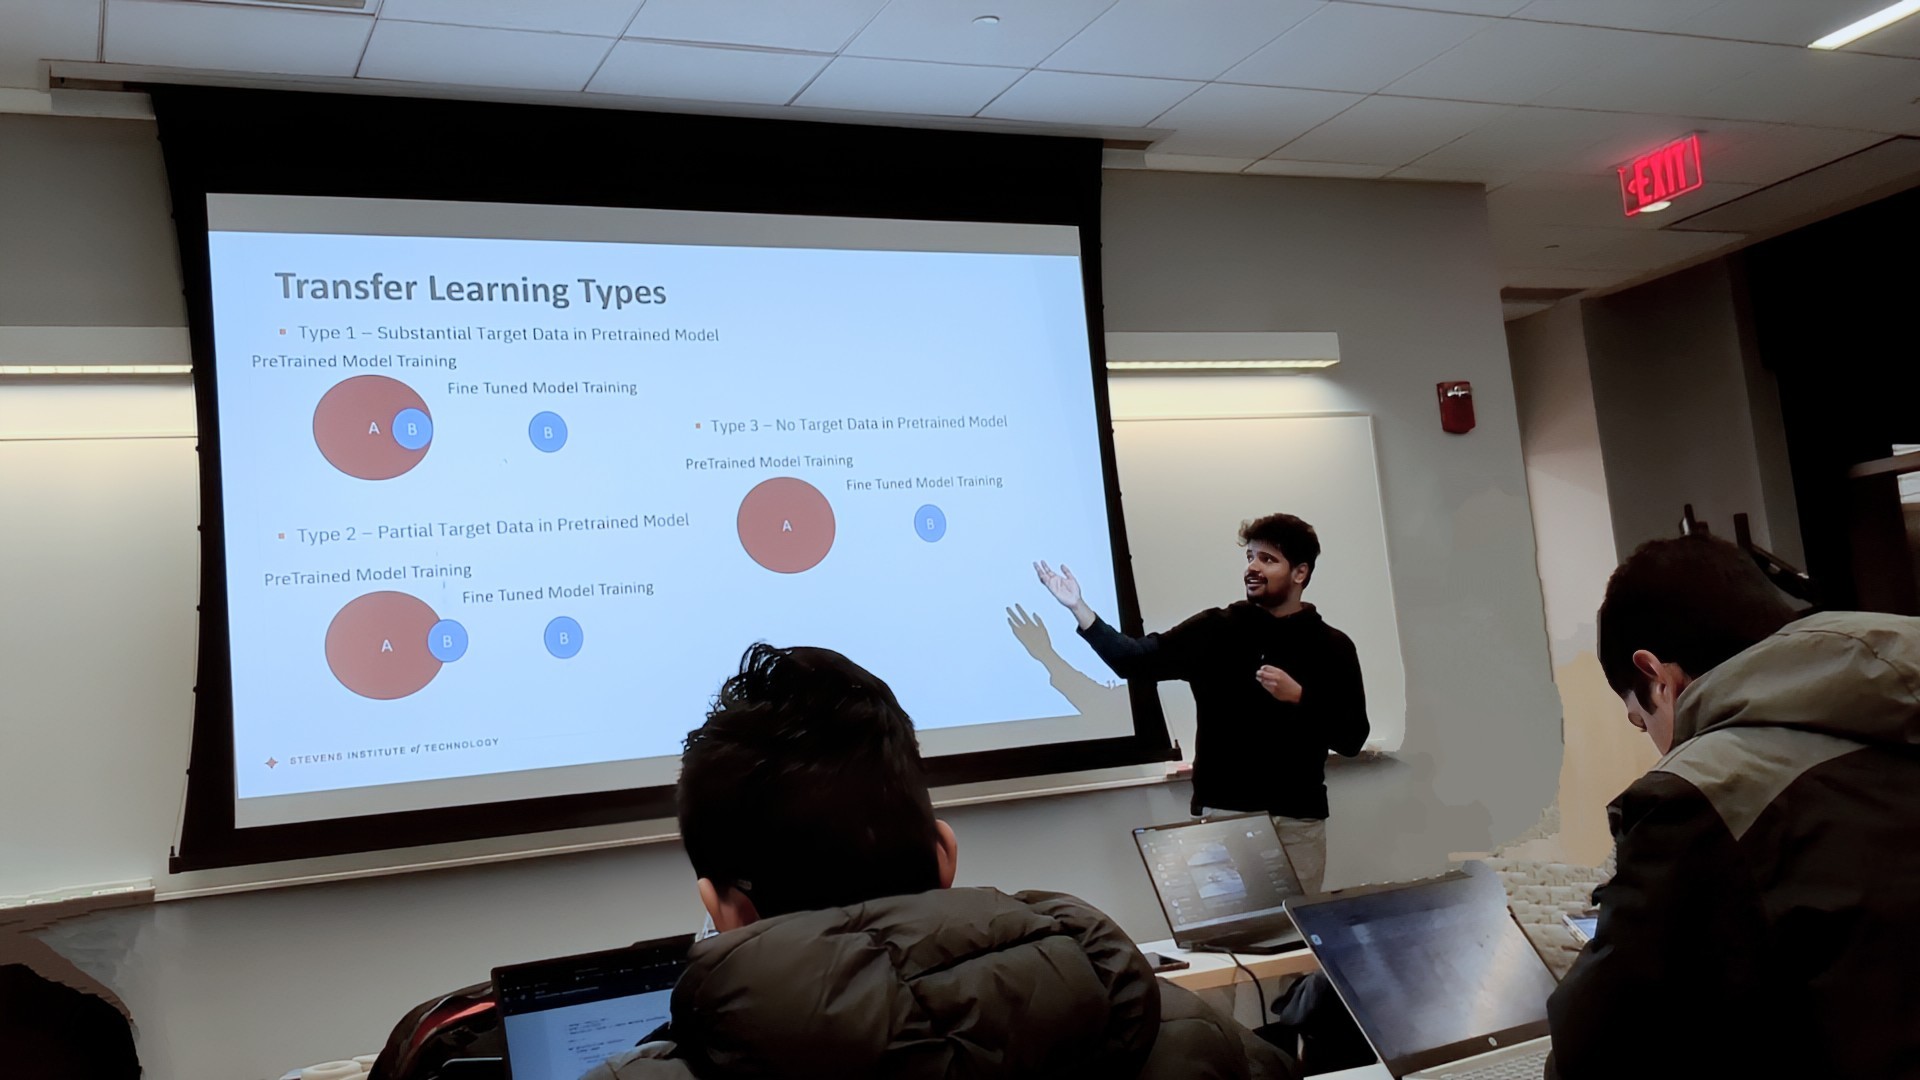 EXIT
Transfer Learning Types
Type 1 – Substantial Target Data in Pretrained Model
PreTrained Model Training
Fine Tuned Model Training
A
B
B
Type 2 – Partial Target Data in Pretrained Model
PreTrained Model Training
Fine Tuned Model Training
A
B
B
Type 3 – No Target Data in Pretrained Model
PreTrained Model Training
Fine Tuned Model Training
A
B
STEVENS INSTITUTE of TECHNOLOGY
11